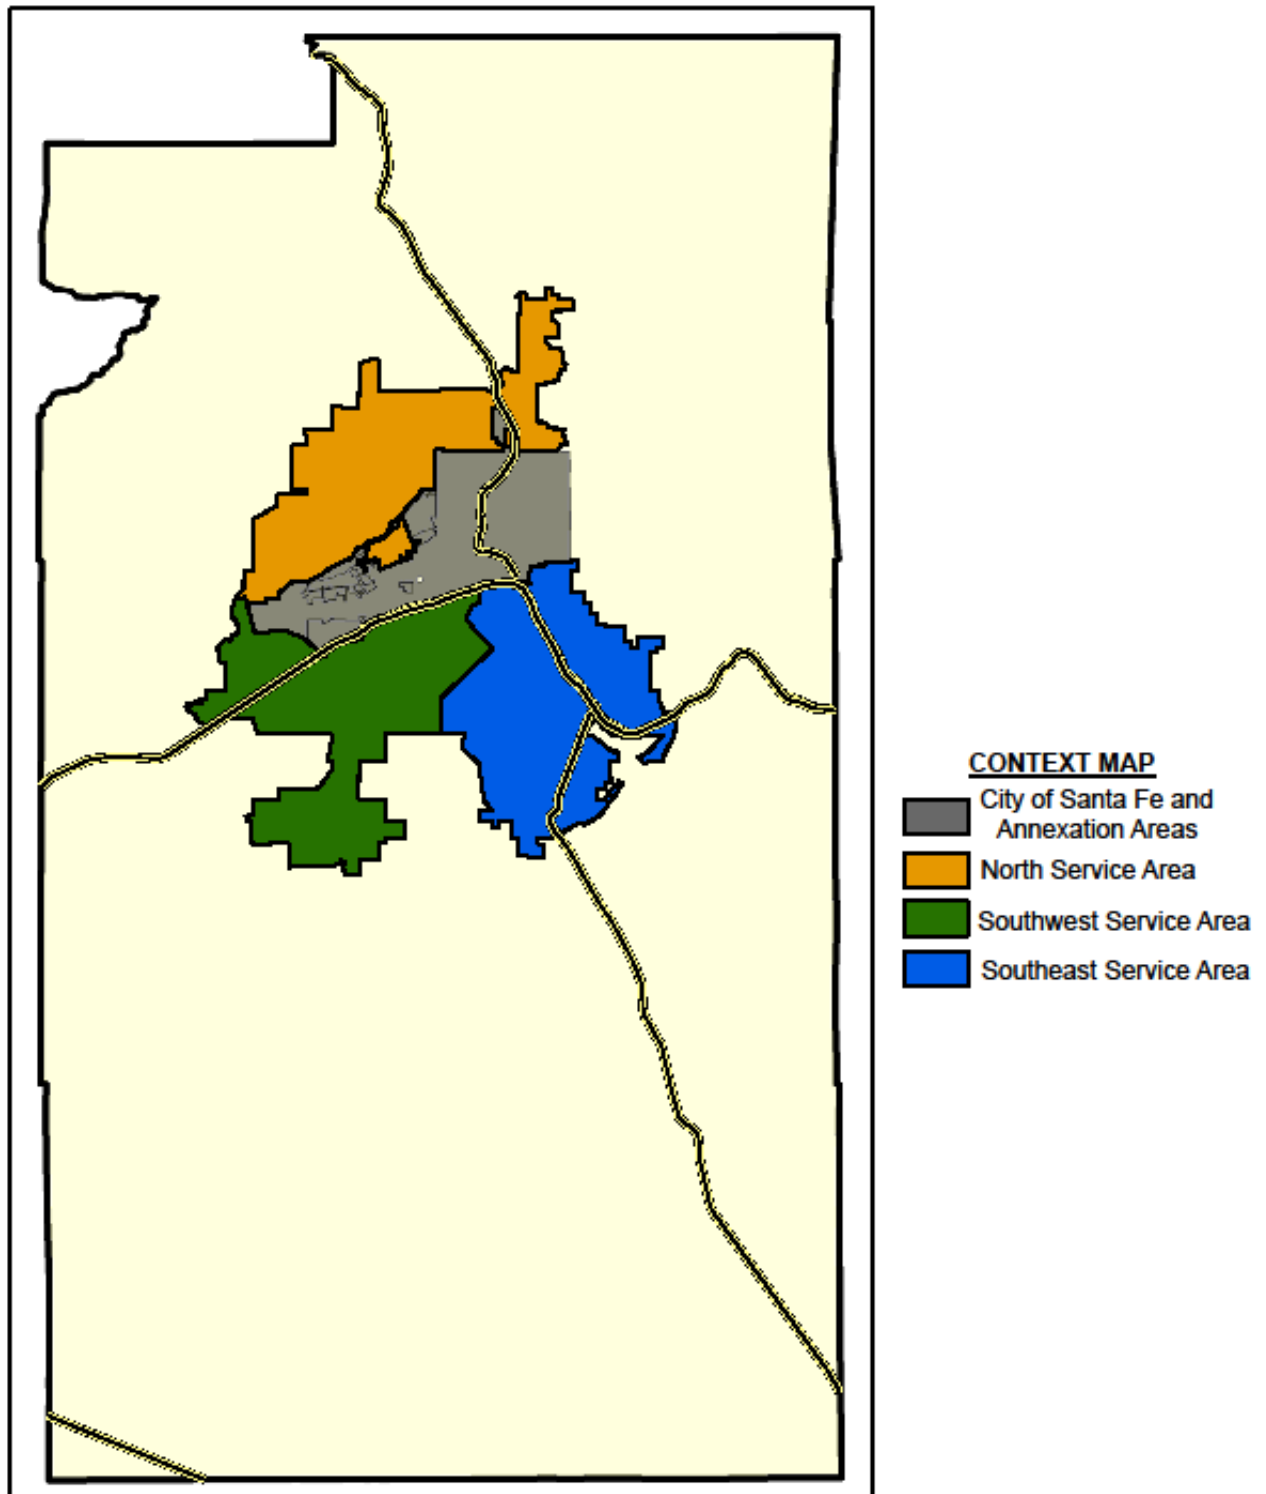 CONTEXT MAP
City of Santa Fe and
Annexation Areas
North Service Area
Southwest Service Area
Southeast Service Area